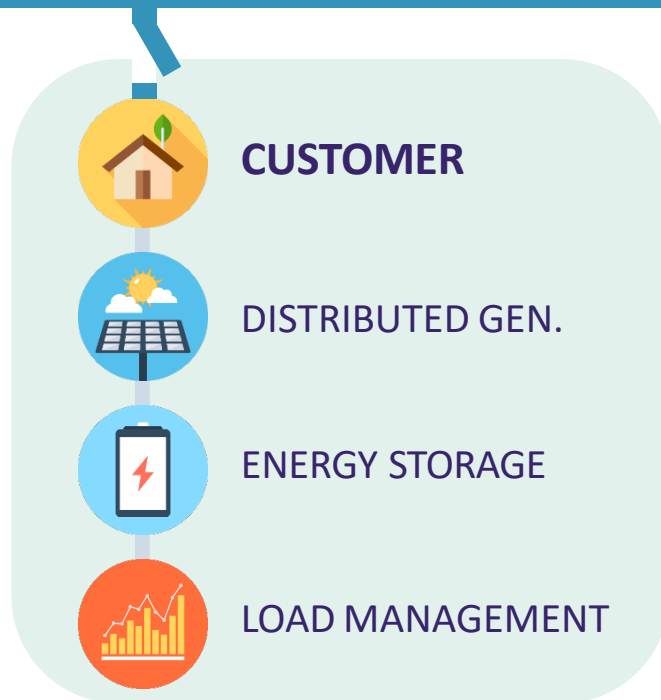 CUSTOMER
DISTRIBUTED GEN.
ENERGY STORAGE
LOAD MANAGEMENT